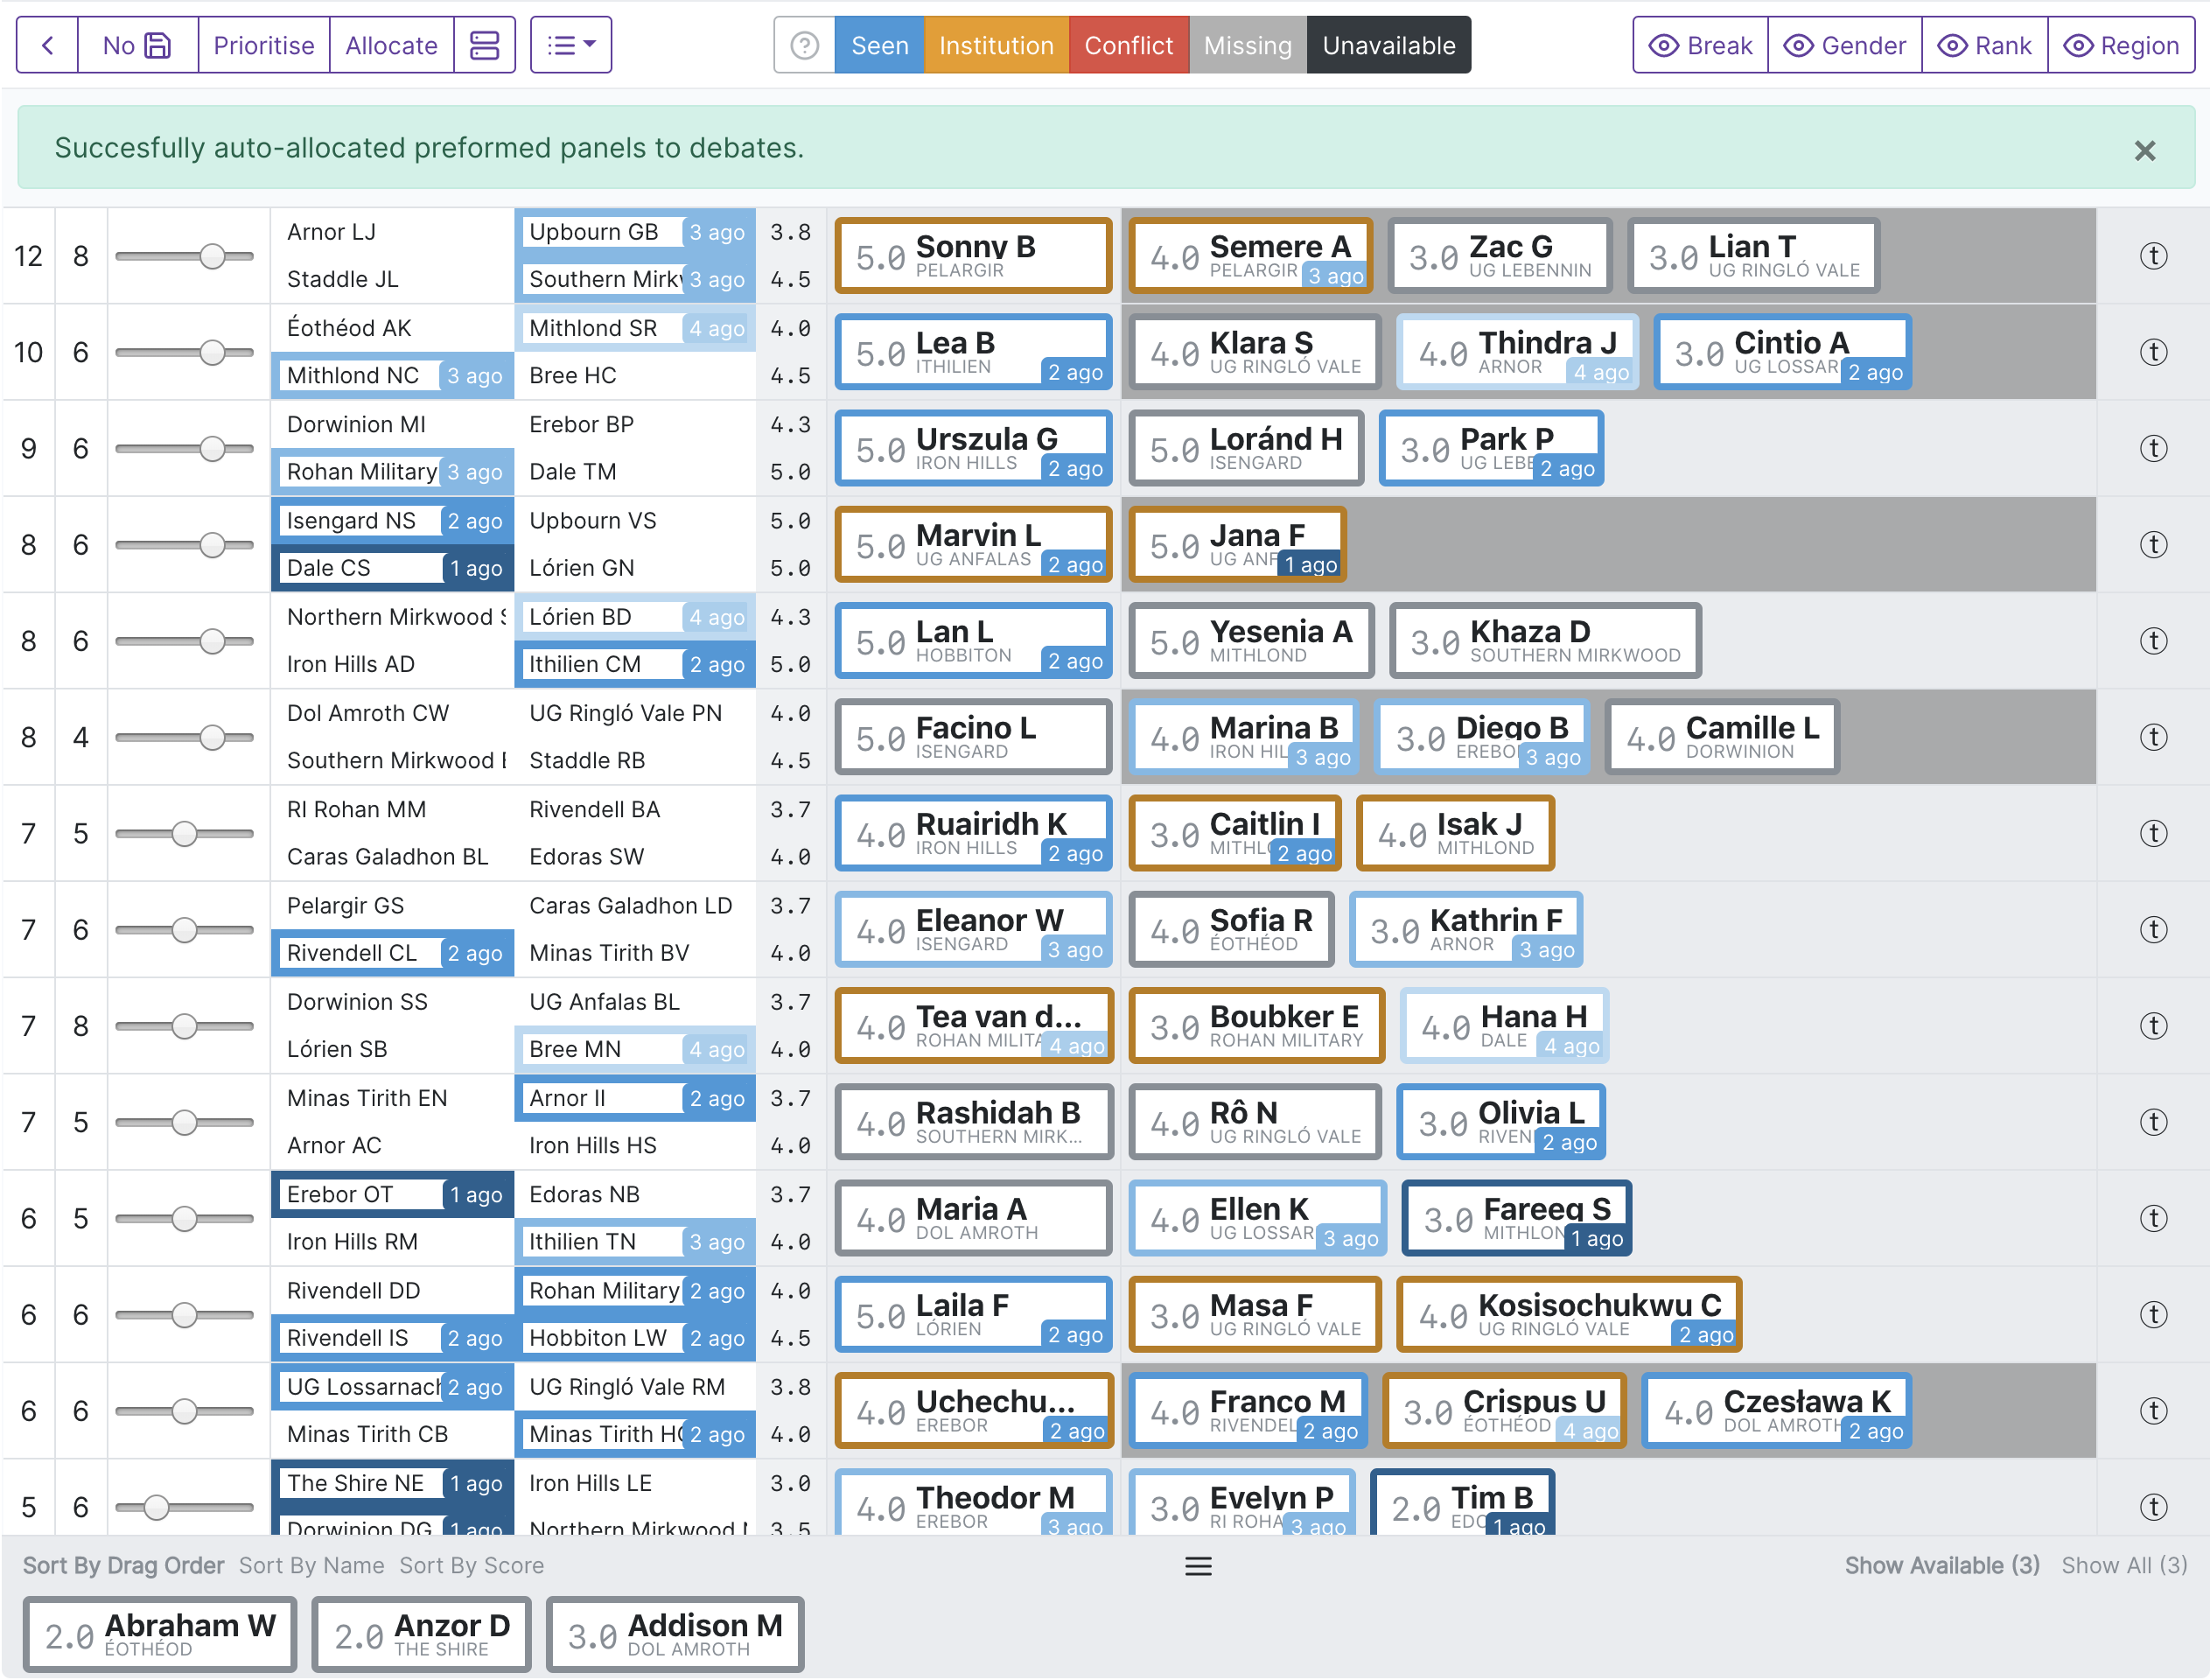 No Prioritise Allocate Seen Institution Conflict Missing Unavailable Break Gender Rank Region
Succesfully auto-allocated preformed panels to debates. ×
12 8 Arnor LJ Upbourn GB 3 ago 3.8 5.0 Sonny B PELARGIR 4.0 Semere A PELARGIR 3 ago 3.0 Zac G UG LEBENNIN 3.0 Lian T UG RINGLÓ VALE t
Staddle JL Southern Mirkw 3 ago 4.5
10 6 Éothéod AK Mithlond SR 4 ago 4.0 5.0 Lea B ITHILIEN 2 ago 4.0 Klara S UG RINGLÓ VALE 4.0 Thindra J ARNOR 4 ago 3.0 Cintio A UG LOSSAR 2 ago t
Mithlond NC 3 ago Bree HC 4.5
9 6 Dorwinion MI Erebor BP 4.3 5.0 Urszula G IRON HILLS 2 ago 5.0 Loránd H ISENGARD 3.0 Park P UG LEBE 2 ago t
Rohan Military 3 ago Dale TM 5.0
8 6 Isengard NS 2 ago Upbourn VS 5.0 5.0 Marvin L UG ANFALAS 2 ago 5.0 Jana F UG ANF 1 ago t
Dale CS 1 ago Lórien GN 5.0
8 6 Northern Mirkwood S Lórien BD 4 ago 4.3 5.0 Lan L HOBBITON 2 ago 5.0 Yesenia A MITHLOND 3.0 Khaza D SOUTHERN MIRKWOOD t
Iron Hills AD Ithilien CM 2 ago 5.0
8 4 Dol Amroth CW UG Ringló Vale PN 4.0 5.0 Facino L ISENGARD 4.0 Marina B IRON HIL 3 ago 3.0 Diego B EREBO 3 ago 4.0 Camille L DORWINION t
Southern Mirkwood Staddle RB 4.5
7 5 RI Rohan MM Rivendell BA 3.7 4.0 Ruairidh K IRON HILLS 2 ago 3.0 Caitlin I MITHLO 2 ago 4.0 Isak J MITHLOND t
Caras Galadhon BL Edoras SW 4.0
7 6 Pelargir GS Caras Galadhon LD 3.7 4.0 Eleanor W ISENGARD 3 ago 4.0 Sofia R ÉOTHÉOD 3.0 Kathrin F ARNOR 3 ago t
Rivendell CL 2 ago Minas Tirith BV 4.0
7 8 Dorwinion SS UG Anfalas BL 3.7 4.0 Tea van d... ROHAN MILITA 4 ago 3.0 Boubker E ROHAN MILITARY 4.0 Hana H DALE 4 ago t
Lórien SB Bree MN 4 ago 4.0
7 5 Minas Tirith EN Arnor II 2 ago 3.7 4.0 Rashidah B SOUTHERN MIRK... 4.0 Rô N UG RINGLÓ VALE 3.0 Olivia L RIVEN 2 ago t
Arnor AC Iron Hills HS 4.0
6 5 Erebor OT 1 ago Edoras NB 3.7 4.0 Maria A DOL AMROTH 4.0 Ellen K UG LOSSAR 3 ago 3.0 Fareeq S MITHLON 1 ago t
Iron Hills RM Ithilien TN 3 ago 4.0
6 6 Rivendell DD Rohan Military 2 ago 4.0 5.0 Laila F LÓRIEN 2 ago 3.0 Masa F UG RINGLÓ VALE 4.0 Kosisochukwu C UG RINGLÓ VALE 2 ago t
Rivendell IS 2 ago Hobbiton LW 2 ago 4.5
6 6 UG Lossarnach 2 ago UG Ringló Vale RM 3.8 4.0 Uchechu... EREBOR 2 ago 4.0 Franco M RIVENDEL 2 ago 3.0 Crispus U ÉOTHÉOD 4 ago 4.0 Czesława K DOL AMROTH 2 ago t
Minas Tirith CB Minas Tirith HC 2 ago 4.0
5 6 The Shire NE 1 ago Iron Hills LE 3.0 4.0 Theodor M EREBOR 3 ago 3.0 Evelyn P RI ROHA 3 ago 2.0 Tim B EDO 1 ago t
Dorwinion DG 1 ago Northern Mirkwood 3.5
Sort By Drag Order Sort By Name Sort By Score Show Available (3) Show All (3)
2.0 Abraham W ÉOTHÉOD 2.0 Anzor D THE SHIRE 3.0 Addison M DOL AMROTH